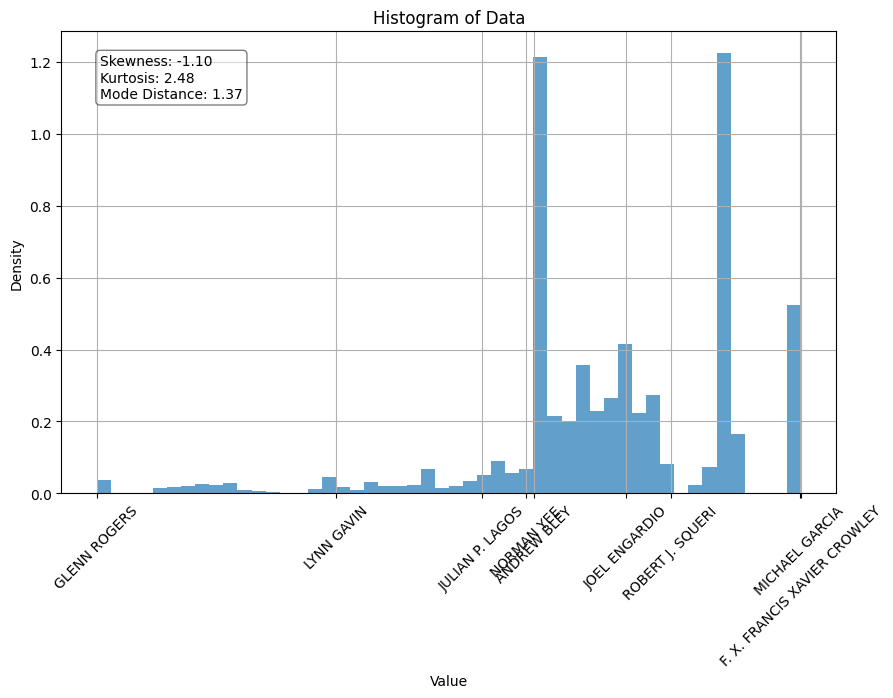 Histogram of Data
Skewness: -1.10
Kurtosis: 2.48
Mode Distance: 1.37
Density
1.2
1.0
0.8
0.6
0.4
0.2
0.0
GLENN ROGERS
LYNN GAVIN
JULIAN P. LAGOS
NORMAN YEE
ANDREW BLEY
JOEL ENGARDIO
ROBERT J. SQUERI
MICHAEL GARCIA
F. X. FRANCIS XAVIER CROWLEY
Value